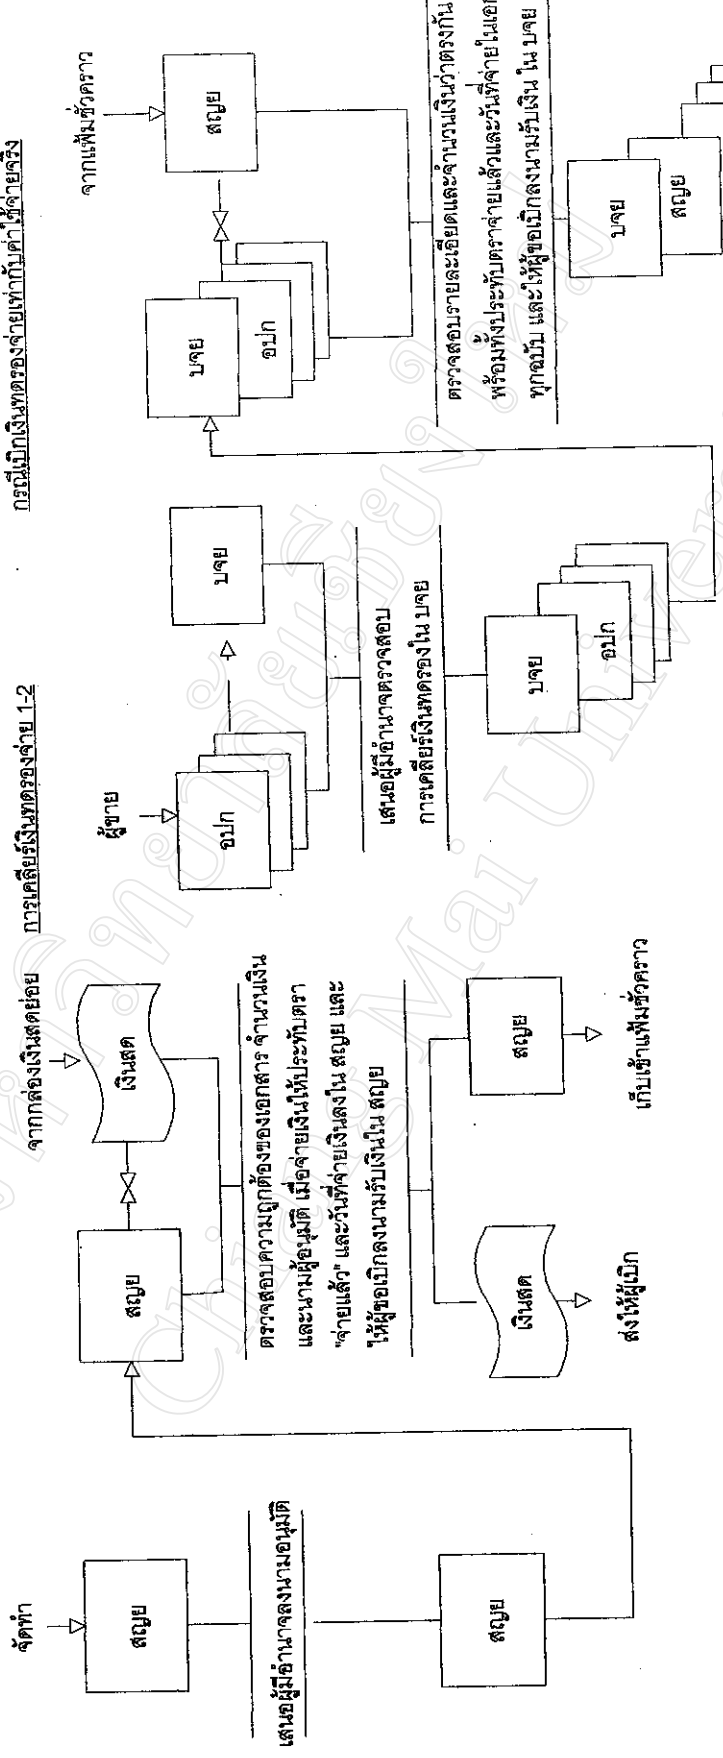 จัดทำ
สญย
เสนอผู้มีอำนาจลงนามอนุมัติ
สญย
จากกล่องเงินสดย่อย
สญย
เงินสด
ตรวจสอบความถูกต้องของเอกสาร จำนวนเงิน
และนามผู้อนุมัติ เมื่อจ่ายเงินให้ประทับตรา
"จ่ายแล้ว" และวันที่จ่ายเงินลงใน สญย และ
ให้ผู้ขอเบิกลงนามรับเงินใน สญย
เงินสด
สญย
ส่งให้ผู้เบิก
เก็บเข้าแฟ้มชั่วคราว
การเคลียร์เงินทดรองจ่าย 1-2
ผู้ขาย
อปก
บจย
เสนอผู้มีอำนาจตรวจสอบ
การเคลียร์เงินทดรองใน บจย
บจย
อปก
กรณีเบิกเงินทดรองจ่ายเท่ากับค่าใช้จ่ายจริง
จากแฟ้มชั่วคราว
บจย
อปก
สญย
ตรวจสอบรายละเอียดและจำนวนเงินว่าตรงกัน
พร้อมทั้งประทับตราจ่ายแล้วและวันที่จ่ายในเอก
ทุกฉบับ และให้ผู้ขอเบิกลงนามรับเงิน ใน บจย
บจย
สญย
Chiang Mai Univer